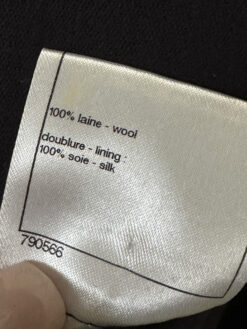 100% laine - wool
doublure - lining :
100% soie - silk
790566